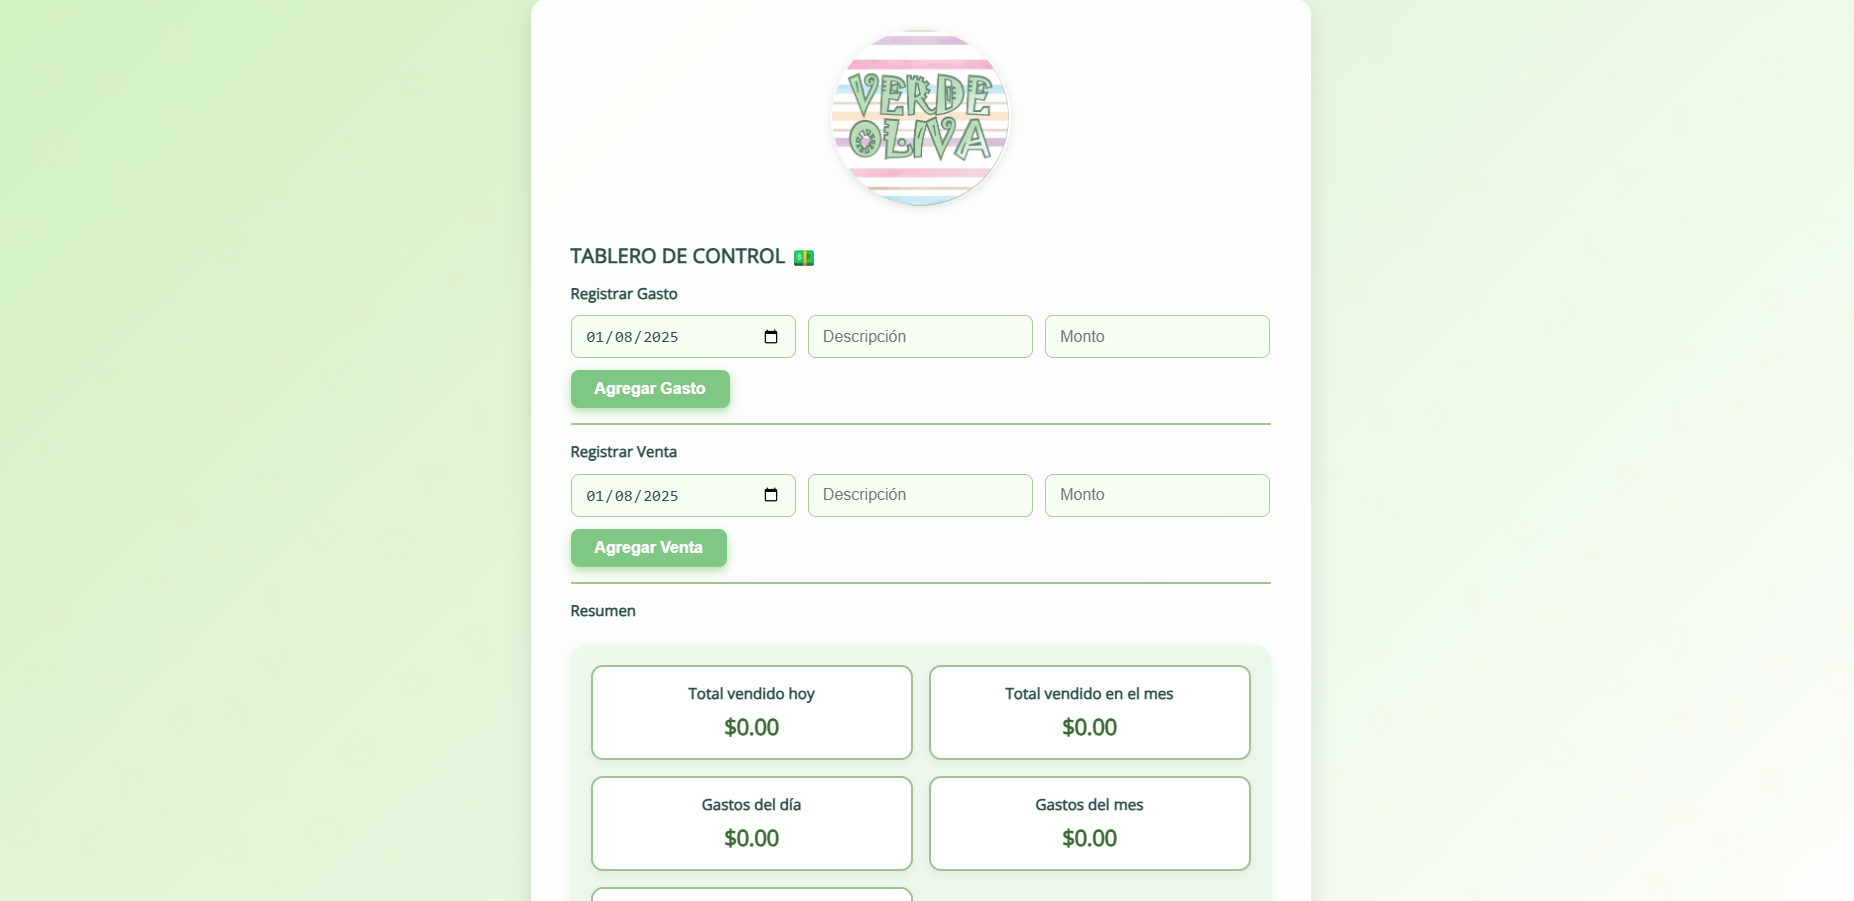 VERDE
OLIVA
TABLERO DE CONTROL 💵
Registrar Gasto
01/08/2025
Descripción
Monto
Agregar Gasto
Registrar Venta
01/08/2025
Descripción
Monto
Agregar Venta
Resumen
Total vendido hoy
$0.00
Total vendido en el mes
$0.00
Gastos del día
$0.00
Gastos del mes
$0.00